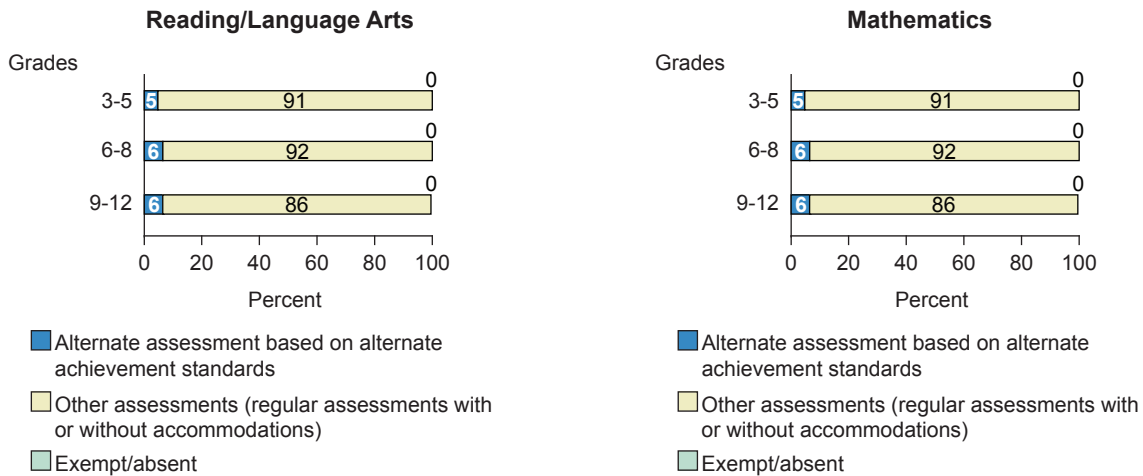 Reading/Language Arts
Grades
0
3-5 5 91
0
6-8 6 92
0
9-12 6 86
0 20 40 60 80 100
Percent
Alternate assessment based on alternate
achievement standards
Other assessments (regular assessments with
or without accommodations)
Exempt/absent
Mathematics
Grades
0
3-5 5 91
0
6-8 6 92
0
9-12 6 86
0 20 40 60 80 100
Percent
Alternate assessment based on alternate
achievement standards
Other assessments (regular assessments with
or without accommodations)
Exempt/absent